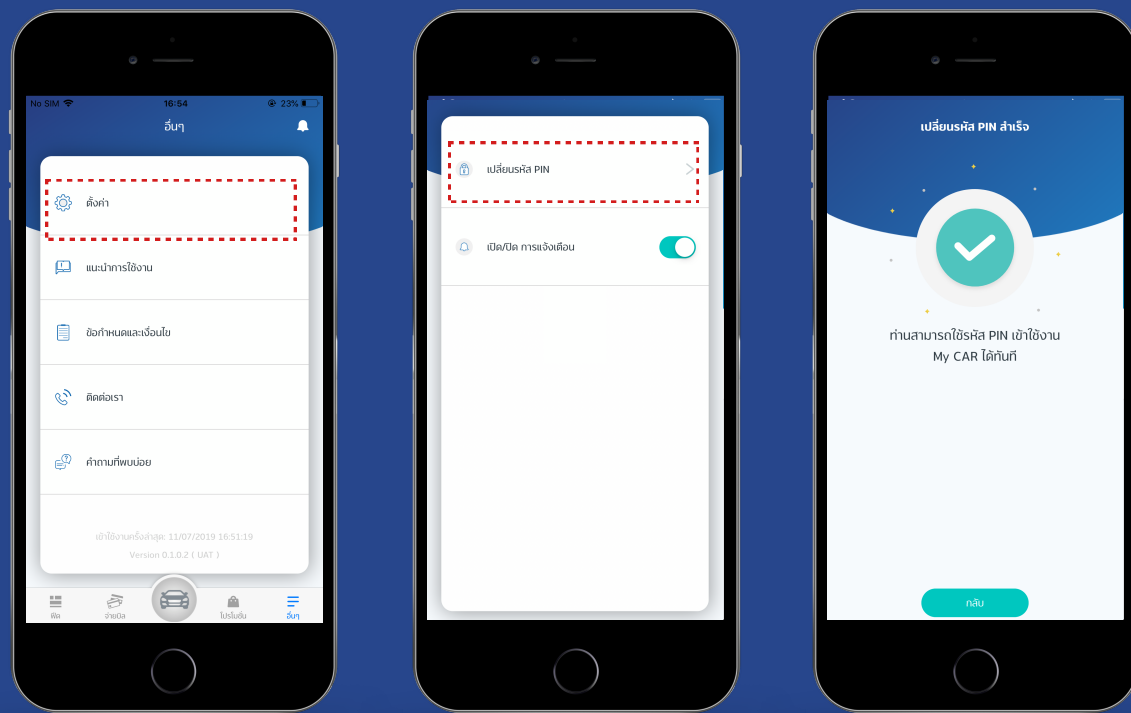 No SIM
16:54
23%
อื่นๆ
ตั้งค่า
แนะนำการใช้งาน
ข้อกำหนดและเงื่อนไข
ติดต่อเรา
คำถามที่พบบ่อย
เข้าใช้งานครั้งล่าสุด: 11/07/2019 16:51:19
Version 0.1.0.2 ( UAT )
ฟีด
จ่ายบิล
โปรโมชั่น
อื่นๆ
เปลี่ยนรหัส PIN
เปิด/ปิด การแจ้งเตือน
เปลี่ยนรหัส PIN สำเร็จ
ท่านสามารถใช้รหัส PIN เข้าใช้งาน
My CAR ได้ทันที
กลับ